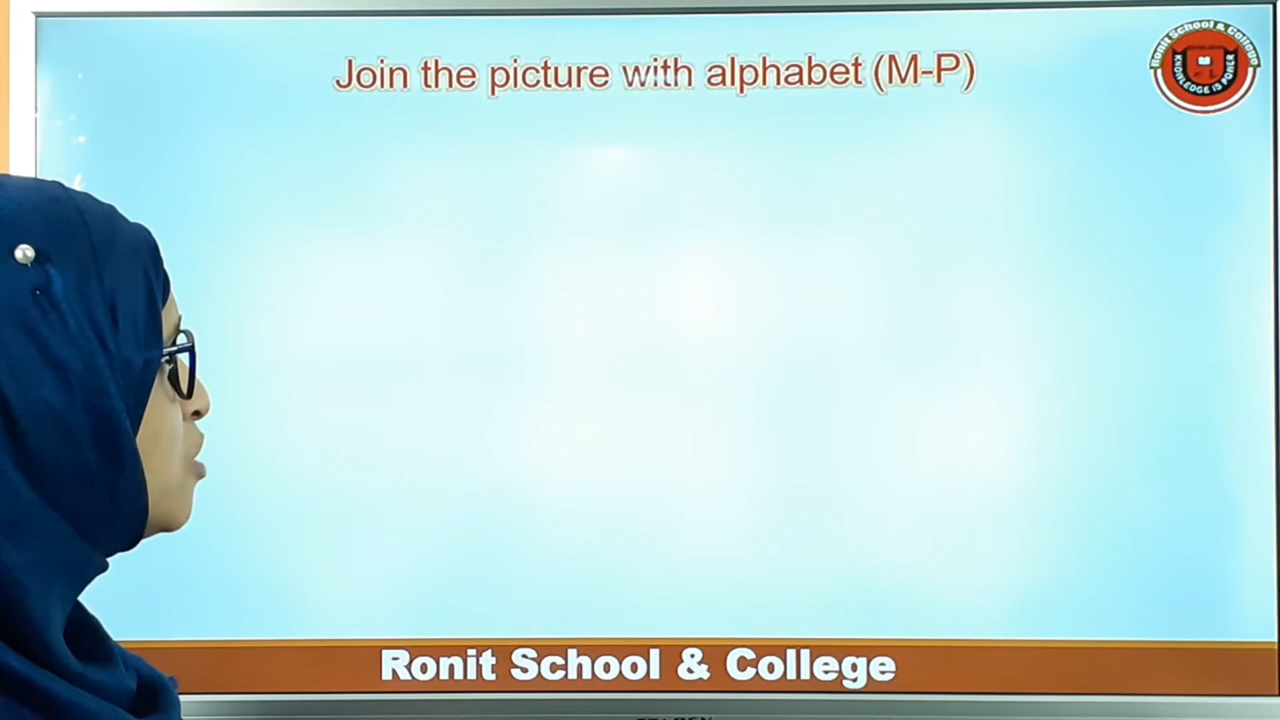 Join the picture with alphabet (M-P)
Ronit School & College
KNOWLEDGE IS POWER
Ronit School & College